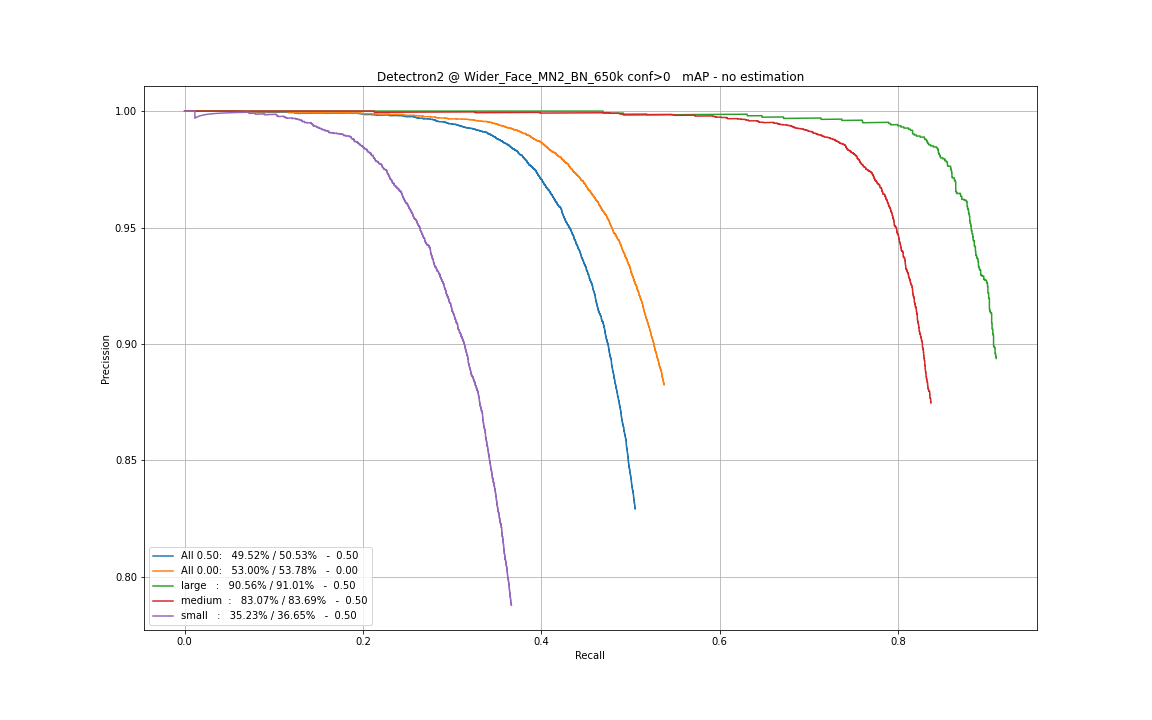 Detectron2 @ Wider_Face_MN2_BN_650k conf>0   mAP - no estimation
1.00
0.95
0.90
0.85
0.80
Precission
All 0.50:   49.52% / 50.53%   -  0.50
All 0.00:   53.00% / 53.78%   -  0.00
large   :   90.56% / 91.01%   -  0.50
medium  :   83.07% / 83.69%   -  0.50
small   :   35.23% / 36.65%   -  0.50
0.0 0.2 0.4 0.6 0.8
Recall